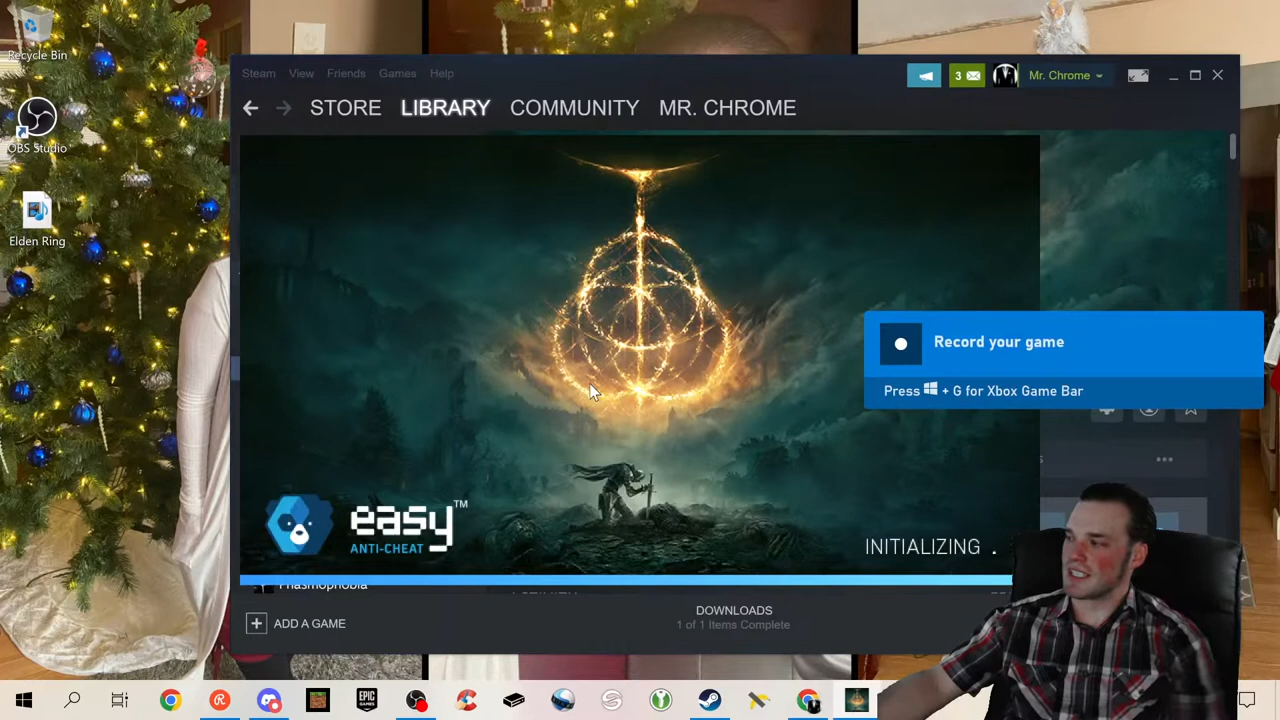 Recycle Bin
OBS Studio
Elden Ring
Steam View Friends Games Help
3
Mr. Chrome
STORE LIBRARY COMMUNITY MR. CHROME
Record your game
Press + G for Xbox Game Bar
easy™
ANTI-CHEAT
INITIALIZING .
Phasmophobia
ADD A GAME
DOWNLOADS
1 of 1 Items Complete
EPIC
GAMES